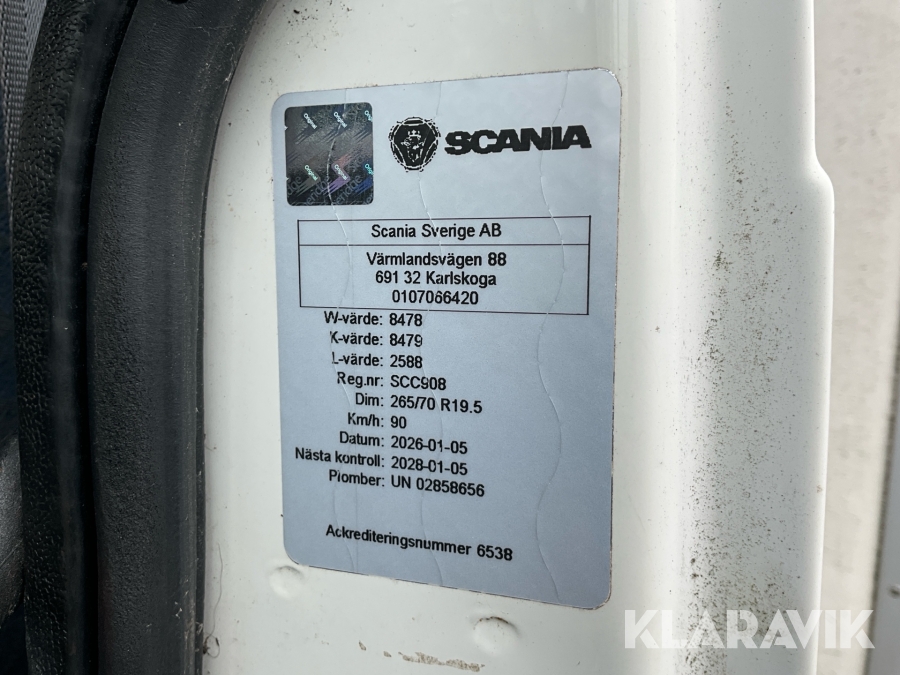 SCANIA
Scania Sverige AB
Värmlandsvägen 88
691 32 Karlskoga
0107066420
W-värde: 8478
K-värde: 8479
L-värde: 2588
Reg.nr: SCC908
Dim: 265/70 R19.5
Km/h: 90
Datum: 2026-01-05
Nästa kontroll: 2028-01-05
Plomber: UN 02858656
Ackrediteringsnummer 6538
KLARAVIK